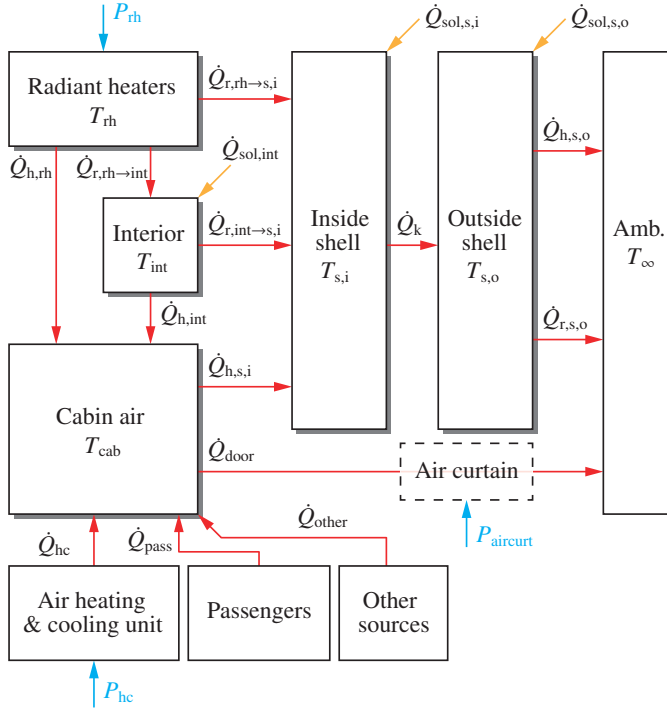 P_rh
Q̇_sol,s,i
Q̇_sol,s,o
Radiant heaters
T_rh
Q̇_r,rh→s,i
Q̇_h,rh
Q̇_r,rh→int
Q̇_sol,int
Q̇_h,s,o
Interior
T_int
Q̇_r,int→s,i
Inside
shell
T_s,i
Q̇_k
Outside
shell
T_s,o
Amb.
T_∞
Q̇_h,int
Q̇_r,s,o
Q̇_h,s,i
Cabin air
T_cab
Q̇_door
Air curtain
Q̇_hc
Q̇_pass
Q̇_other
P_aircurt
Air heating
& cooling unit
Passengers
Other
sources
P_hc